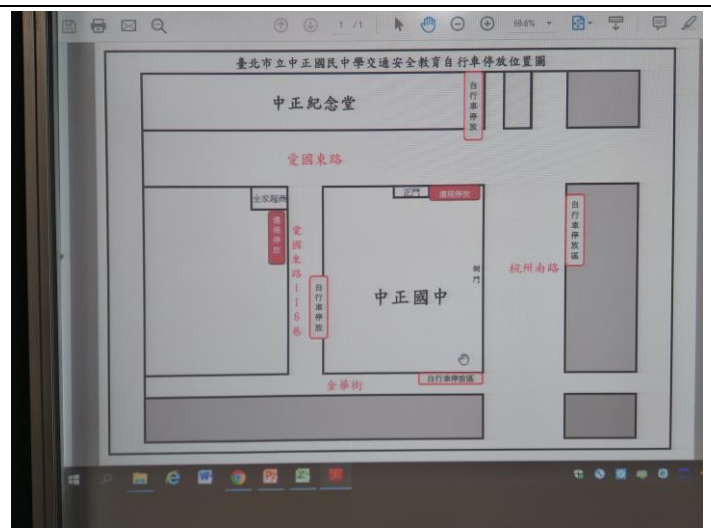 1 / 1
69.6%
臺北市立中正國民中學交通安全教育自行車停放位置圖
中正紀念堂
自行車停放
愛國東路
全家超商
正門
違規停放
違規停放
愛國東路116巷
自行車停放
中正國中
側門
杭州南路
自行車停放區
金華街
自行車停放區